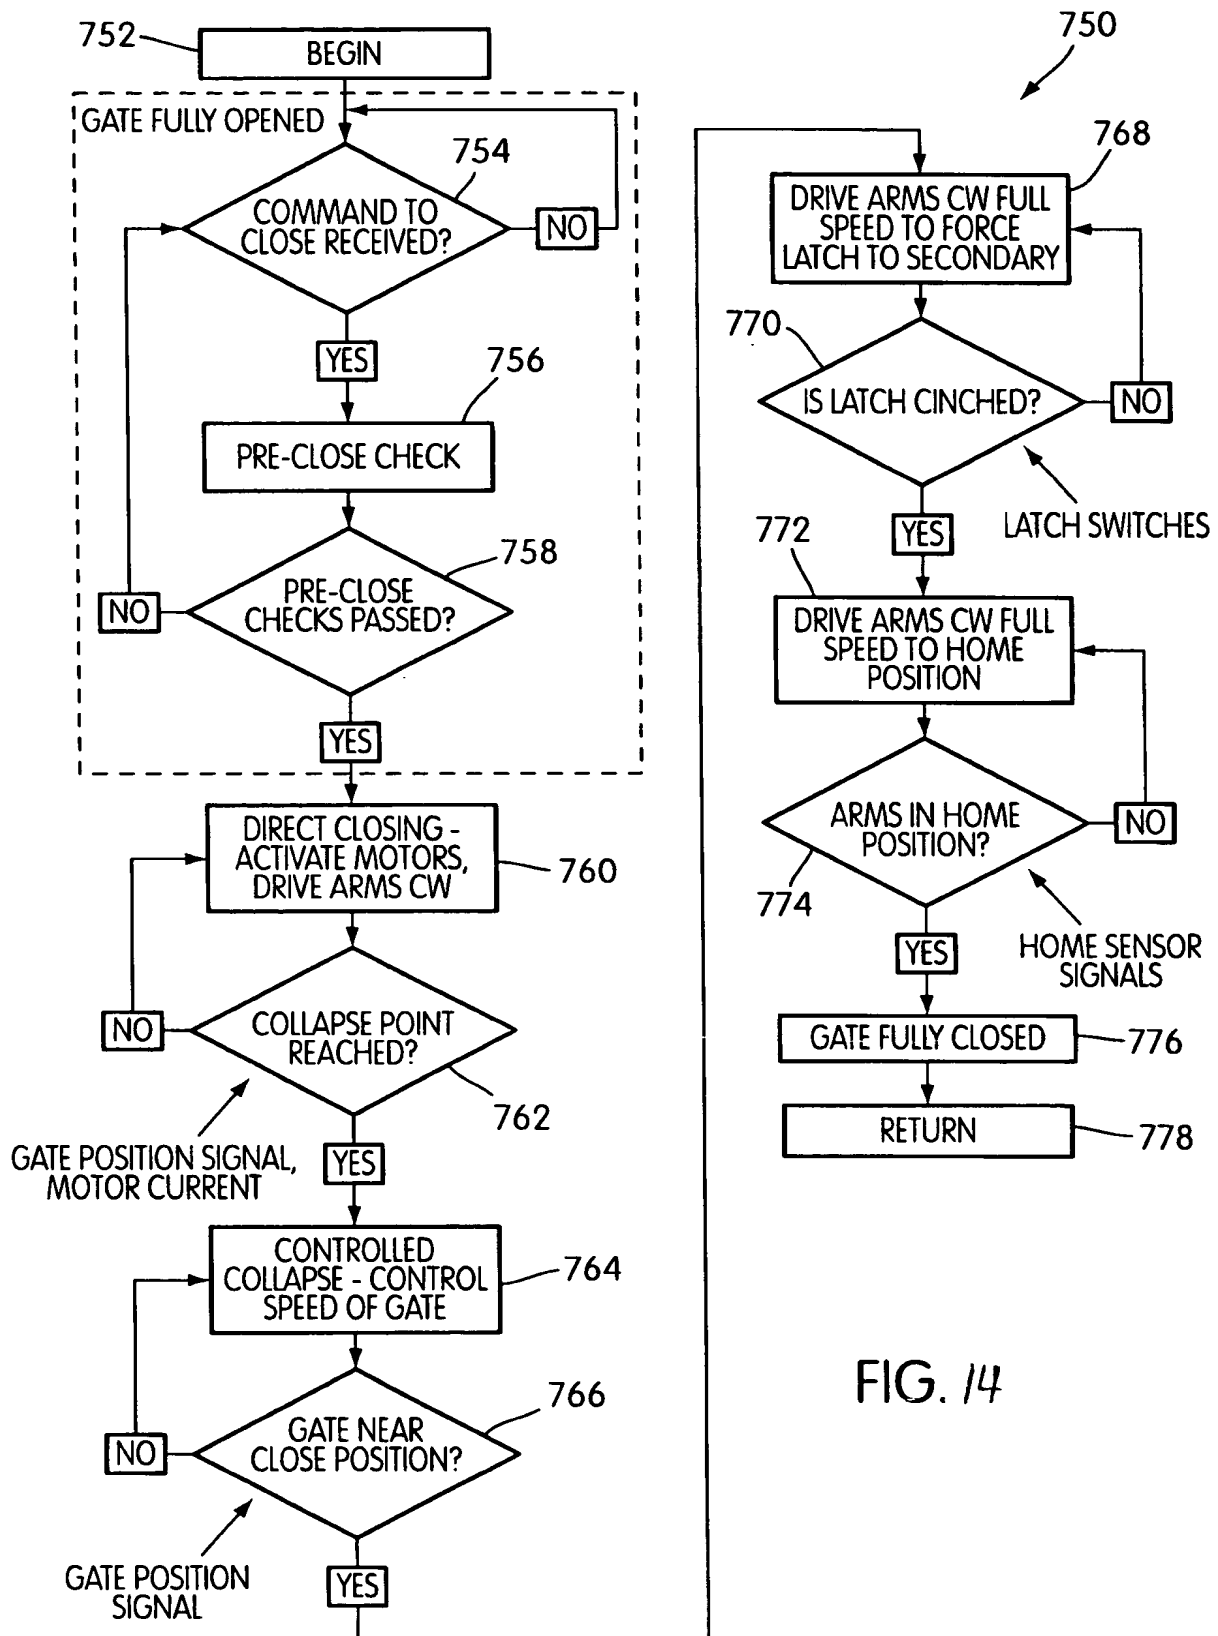 752
BEGIN
GATE FULLY OPENED
754
COMMAND TO
CLOSE RECEIVED?
NO
YES
756
PRE-CLOSE CHECK
758
PRE-CLOSE
CHECKS PASSED?
NO
YES
DIRECT CLOSING -
ACTIVATE MOTORS,
DRIVE ARMS CW
760
COLLAPSE POINT
REACHED?
NO
762
GATE POSITION SIGNAL,
MOTOR CURRENT
YES
CONTROLLED
COLLAPSE - CONTROL
SPEED OF GATE
764
766
GATE NEAR
CLOSE POSITION?
NO
GATE POSITION
SIGNAL
YES
750
768
DRIVE ARMS CW FULL
SPEED TO FORCE
LATCH TO SECONDARY
770
IS LATCH CINCHED?
NO
LATCH SWITCHES
YES
772
DRIVE ARMS CW FULL
SPEED TO HOME
POSITION
ARMS IN HOME
POSITION?
NO
774
HOME SENSOR
SIGNALS
YES
GATE FULLY CLOSED
776
RETURN
778
FIG. 14